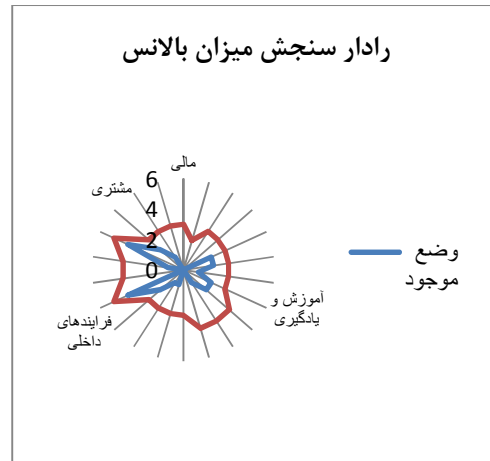 رادار سنجش میزان بالانس
مالی
مشتری
6
4
2
0
وضع
موجود
آموزش و
یادگیری
فرایندهای
داخلی